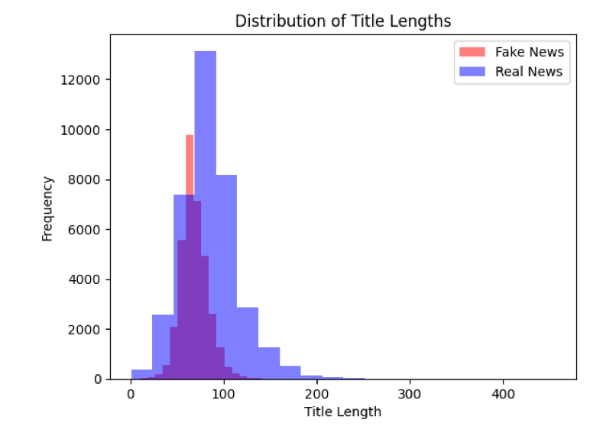 Distribution of Title Lengths
Fake News
Real News
12000
10000
8000
6000
4000
2000
0
Frequency
0 100 200 300 400
Title Length